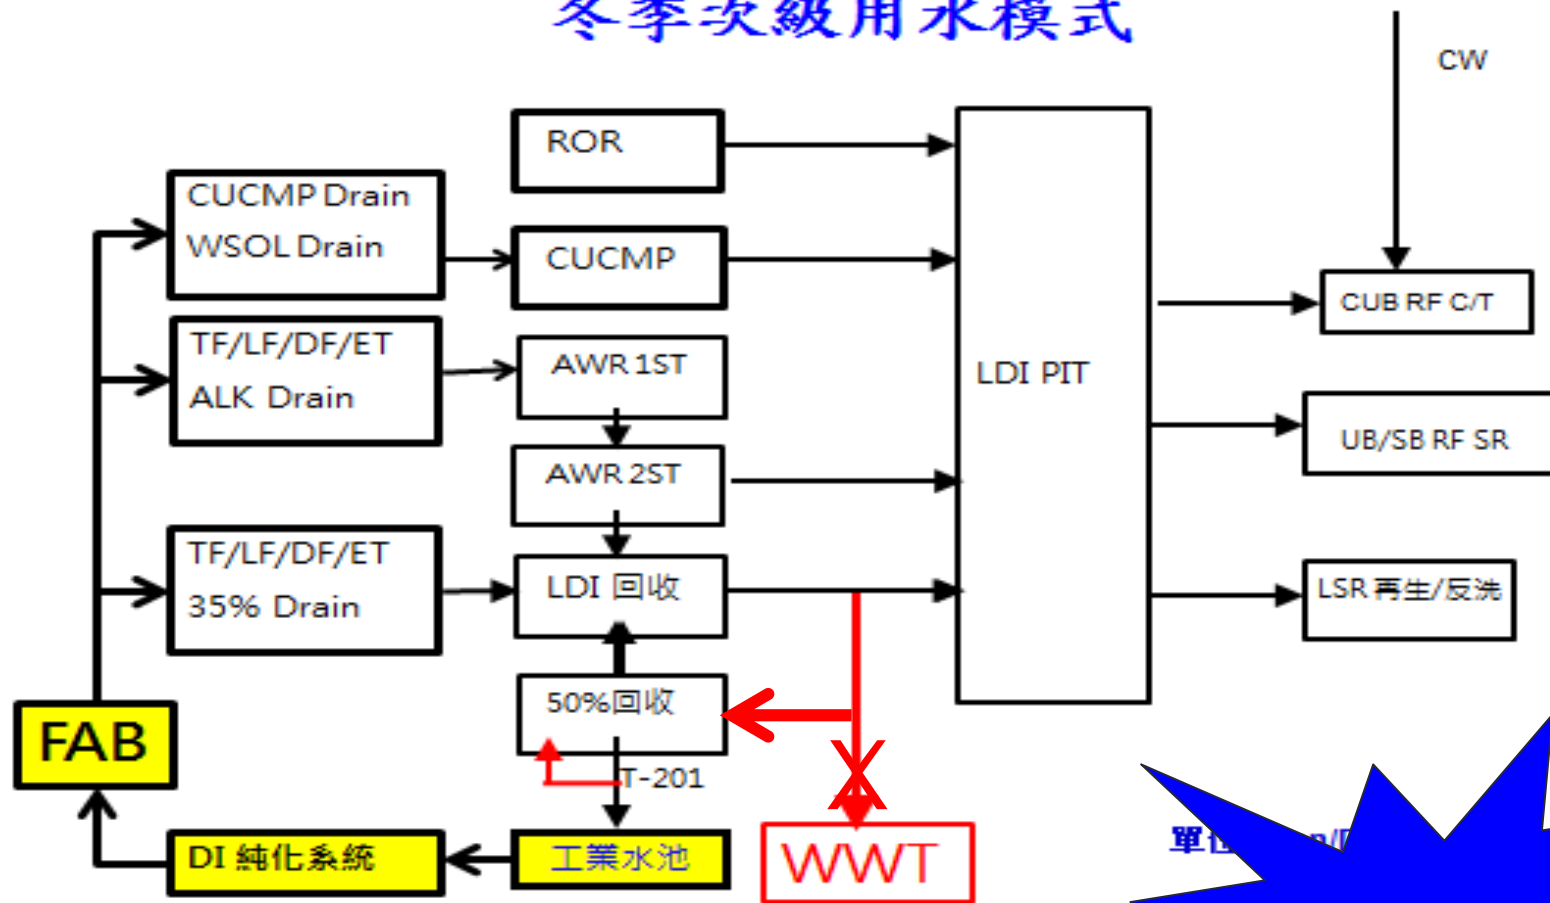 冬季次級用水模式
CW
ROR
CUCMP Drain
WSOL Drain
CUCMP
TF/LF/DF/ET
ALK Drain
AWR 1ST
AWR 2ST
LDI PIT
CUB RF C/T
UB/SB RF SR
TF/LF/DF/ET
35% Drain
LDI 回收
LSR 再生/反洗
50%回收
T-201
FAB
X
DI 純化系統
工業水池
WWT
單位